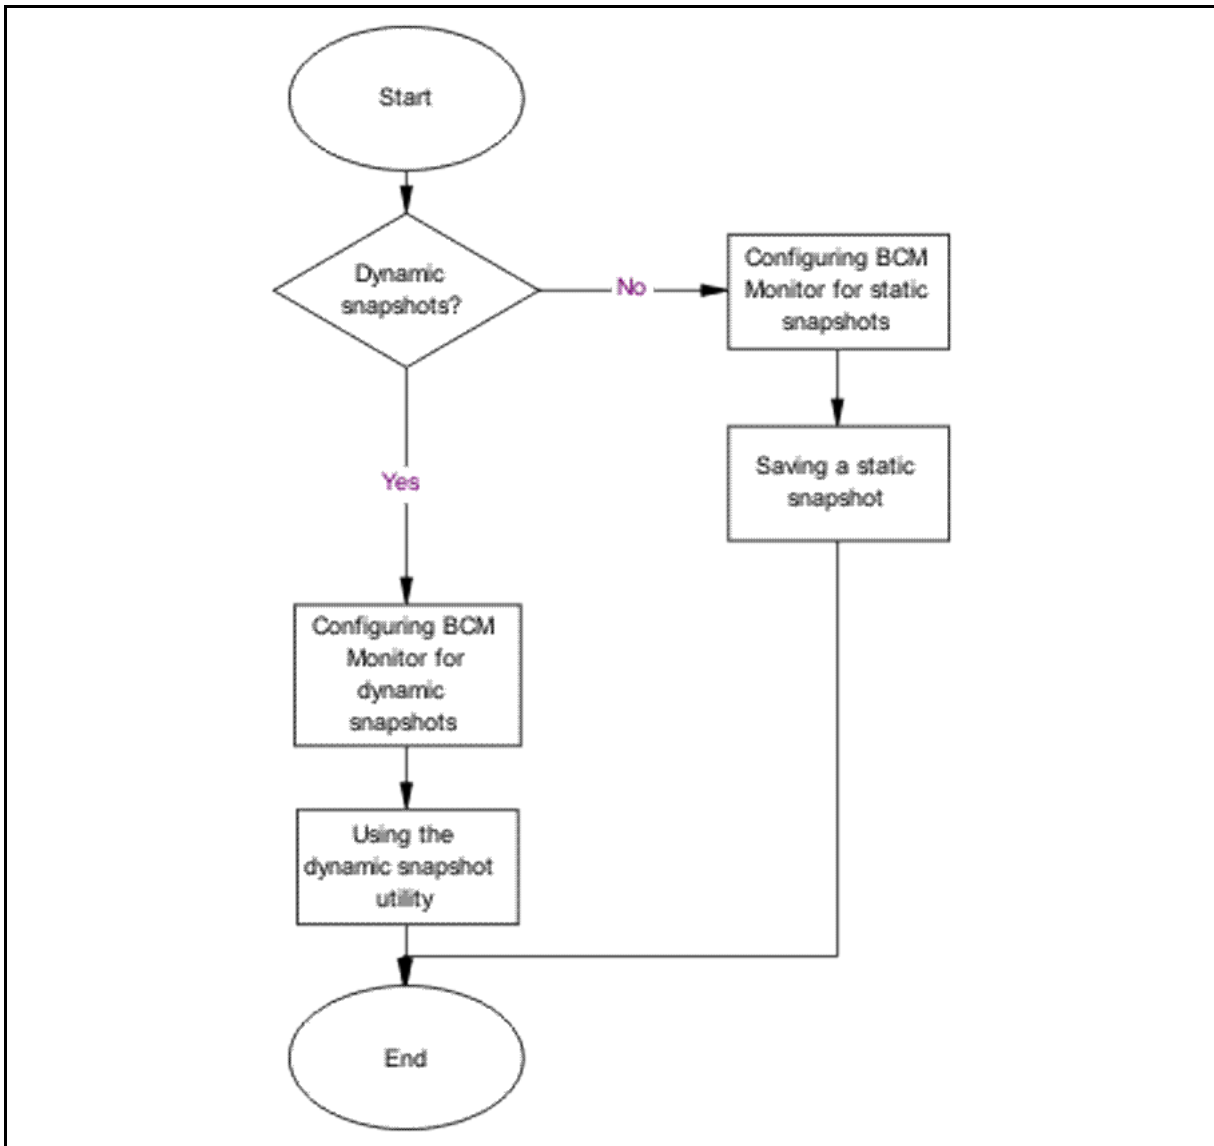 Start
Dynamic
snapshots?
No
Configuring BCM
Monitor for static
snapshots
Saving a static
snapshot
Yes
Configuring BCM
Monitor for
dynamic
snapshots
Using the
dynamic snapshot
utility
End